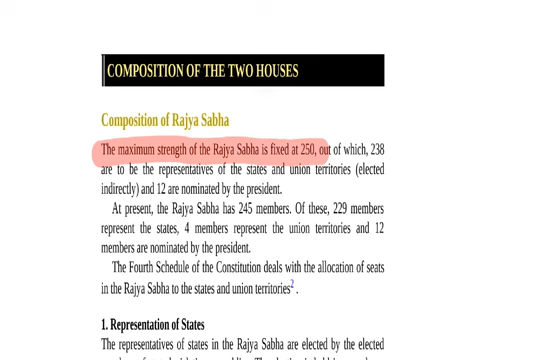 COMPOSITION OF THE TWO HOUSES
Composition of Rajya Sabha
The maximum strength of the Rajya Sabha is fixed at 250, out of which, 238
are to be the representatives of the states and union territories (elected
indirectly) and 12 are nominated by the president.
At present, the Rajya Sabha has 245 members. Of these, 229 members
represent the states, 4 members represent the union territories and 12
members are nominated by the president.
The Fourth Schedule of the Constitution deals with the allocation of seats
in the Rajya Sabha to the states and union territories2 .
1. Representation of States
The representatives of states in the Rajya Sabha are elected by the elected